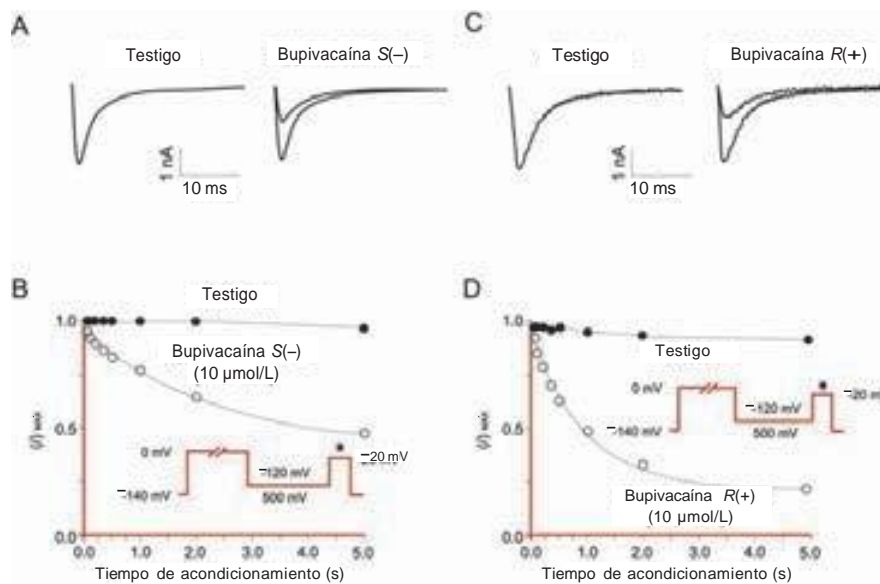 A
Testigo
Bupivacaína S(−)
1 nA
10 ms
C
Testigo
Bupivacaína R(+)
1 nA
10 ms
B
Testigo
1.0
Bupivacaína S(−)
(10 μmol/L)
0.5
0 mV
−120 mV
−20 mV
−140 mV
500 mV
0.0
0.0 1.0 2.0 3.0 4.0 5.0
Tiempo de acondicionamiento (s)
D
1.0
Testigo
0 mV
−120 mV
−20 m
−140 mV
500 mV
0.5
Bupivacaína R(+)
(10 μmol/L)
0.0
0.0 1.0 2.0 3.0 4.0 5.0
Tiempo de acondicionamiento (s)